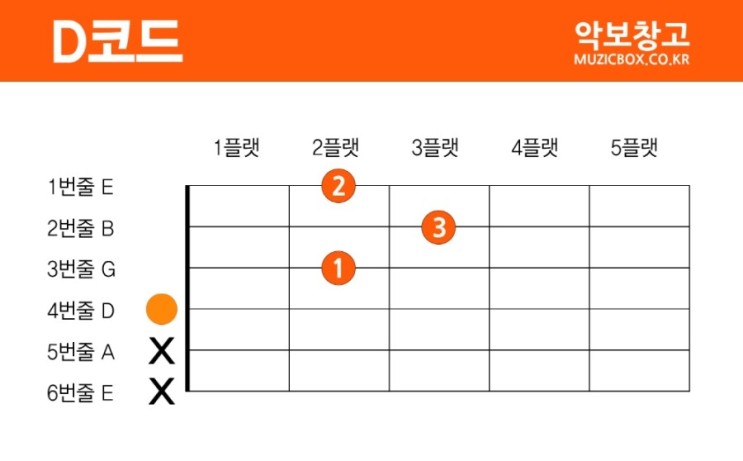 D코드
악보창고
MUZICBOX.CO.KR
1플랫 2플랫 3플랫 4플랫 5플랫
1번줄 E 2
2번줄 B 3
3번줄 G 1
4번줄 D
5번줄 A X
6번줄 E X